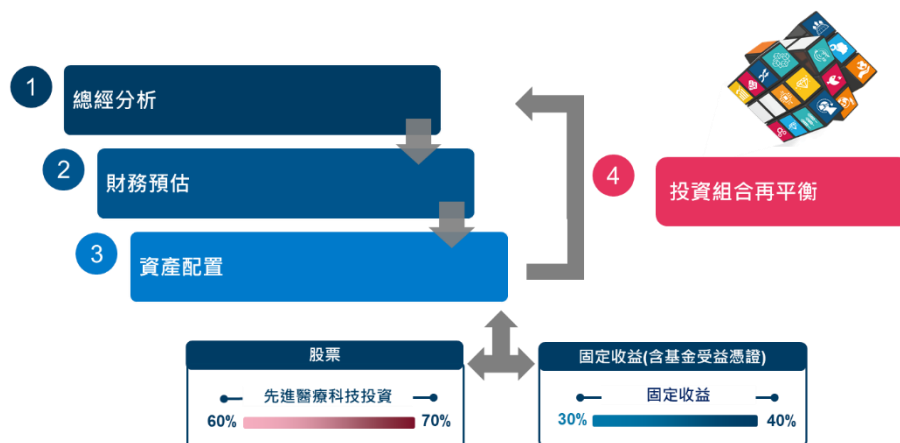 1
總經分析
2
財務預估
3
資產配置
4
投資組合再平衡
股票
先進醫療科技投資
60% 70%
固定收益(含基金受益憑證)
固定收益
30% 40%